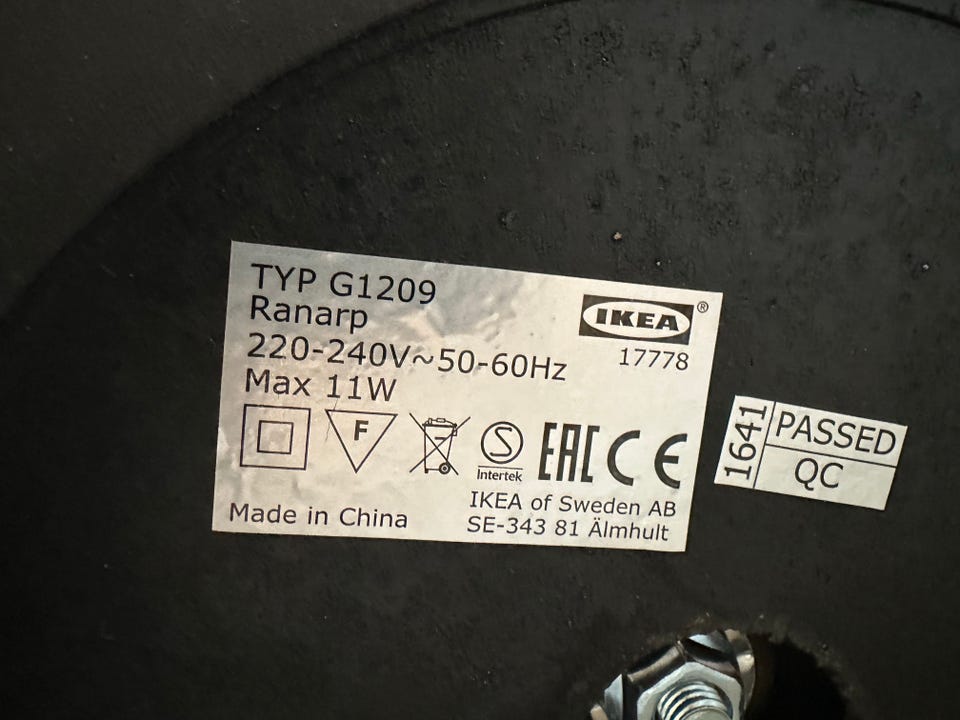 TYP G1209
Ranarp
220-240V~50-60Hz
Max 11W
IKEA®
17778
F
S
Intertek
EAC CE
Made in China
IKEA of Sweden AB
SE-343 81 Älmhult
1641
PASSED
QC